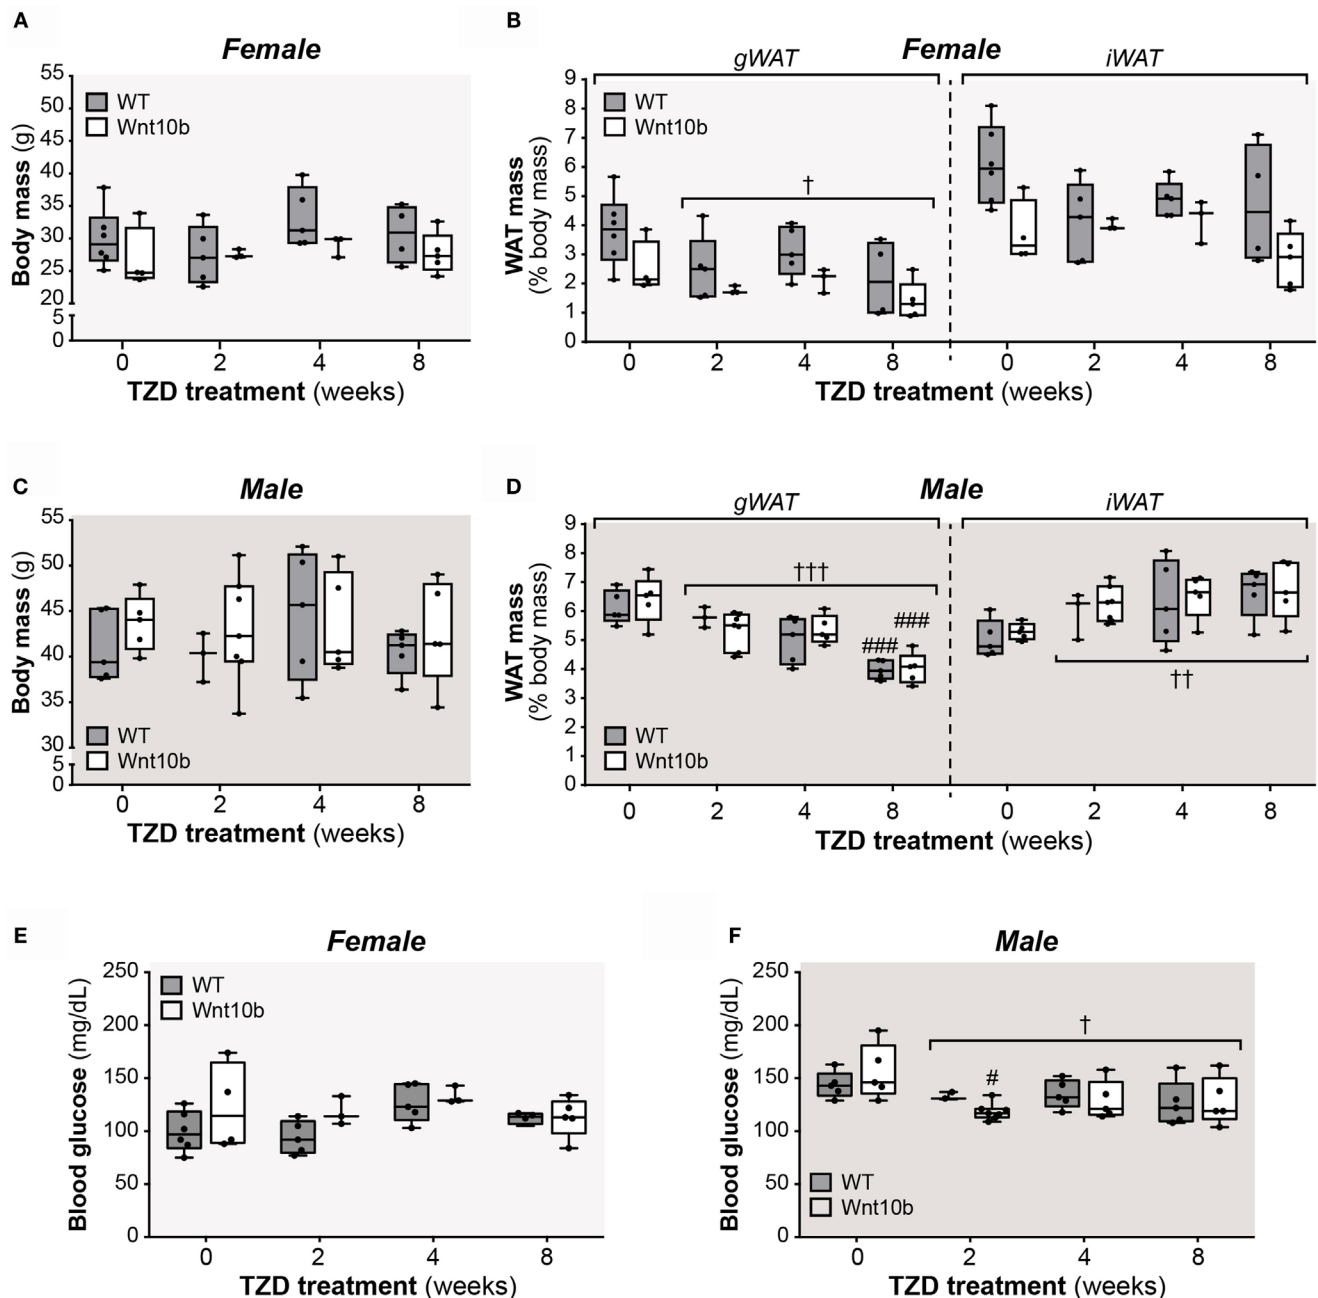 A
Female
55
50
45
40
35
30
25
20
5
0
Body mass (g)
WT
Wnt10b
0 2 4 8
TZD treatment (weeks)
B
Female
gWAT
iWAT
9
8
7
6
5
4
3
2
1
0
WAT mass
(% body mass)
WT
Wnt10b
†
0 2 4 8 0 2 4 8
TZD treatment (weeks)
C
Male
55
50
45
40
35
30
5
0
Body mass (g)
WT
Wnt10b
0 2 4 8
TZD treatment (weeks)
D
Male
gWAT
iWAT
9
8
7
6
5
4
3
2
1
0
WAT mass
(% body mass)
†††
###
###
††
WT
Wnt10b
0 2 4 8 0 2 4 8
TZD treatment (weeks)
E
Female
250
200
150
100
50
0
Blood glucose (mg/dL)
WT
Wnt10b
0 2 4 8
TZD treatment (weeks)
F
Male
250
200
150
100
50
0
Blood glucose (mg/dL)
†
#
WT
Wnt10b
0 2 4 8
TZD treatment (weeks)